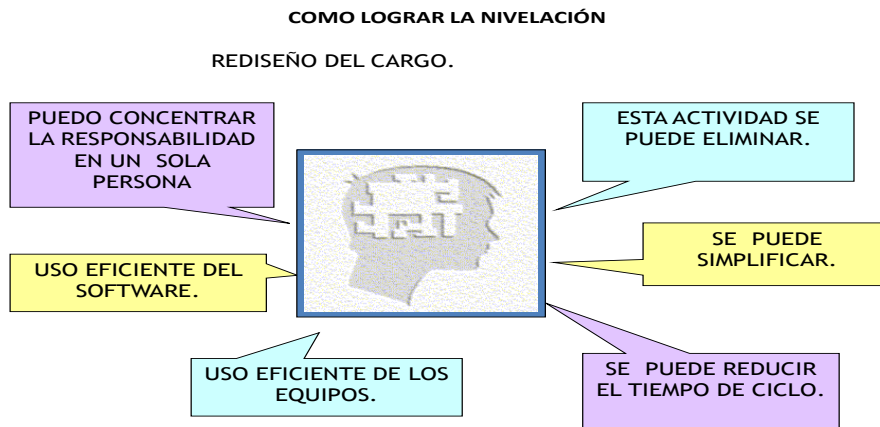 COMO LOGRAR LA NIVELACIÓN
REDISEÑO DEL CARGO.
PUEDO CONCENTRAR
LA RESPONSABILIDAD
EN UN SOLA
PERSONA
ESTA ACTIVIDAD SE
PUEDE ELIMINAR.
USO EFICIENTE DEL
SOFTWARE.
SE PUEDE
SIMPLIFICAR.
USO EFICIENTE DE LOS
EQUIPOS.
SE PUEDE REDUCIR
EL TIEMPO DE CICLO.